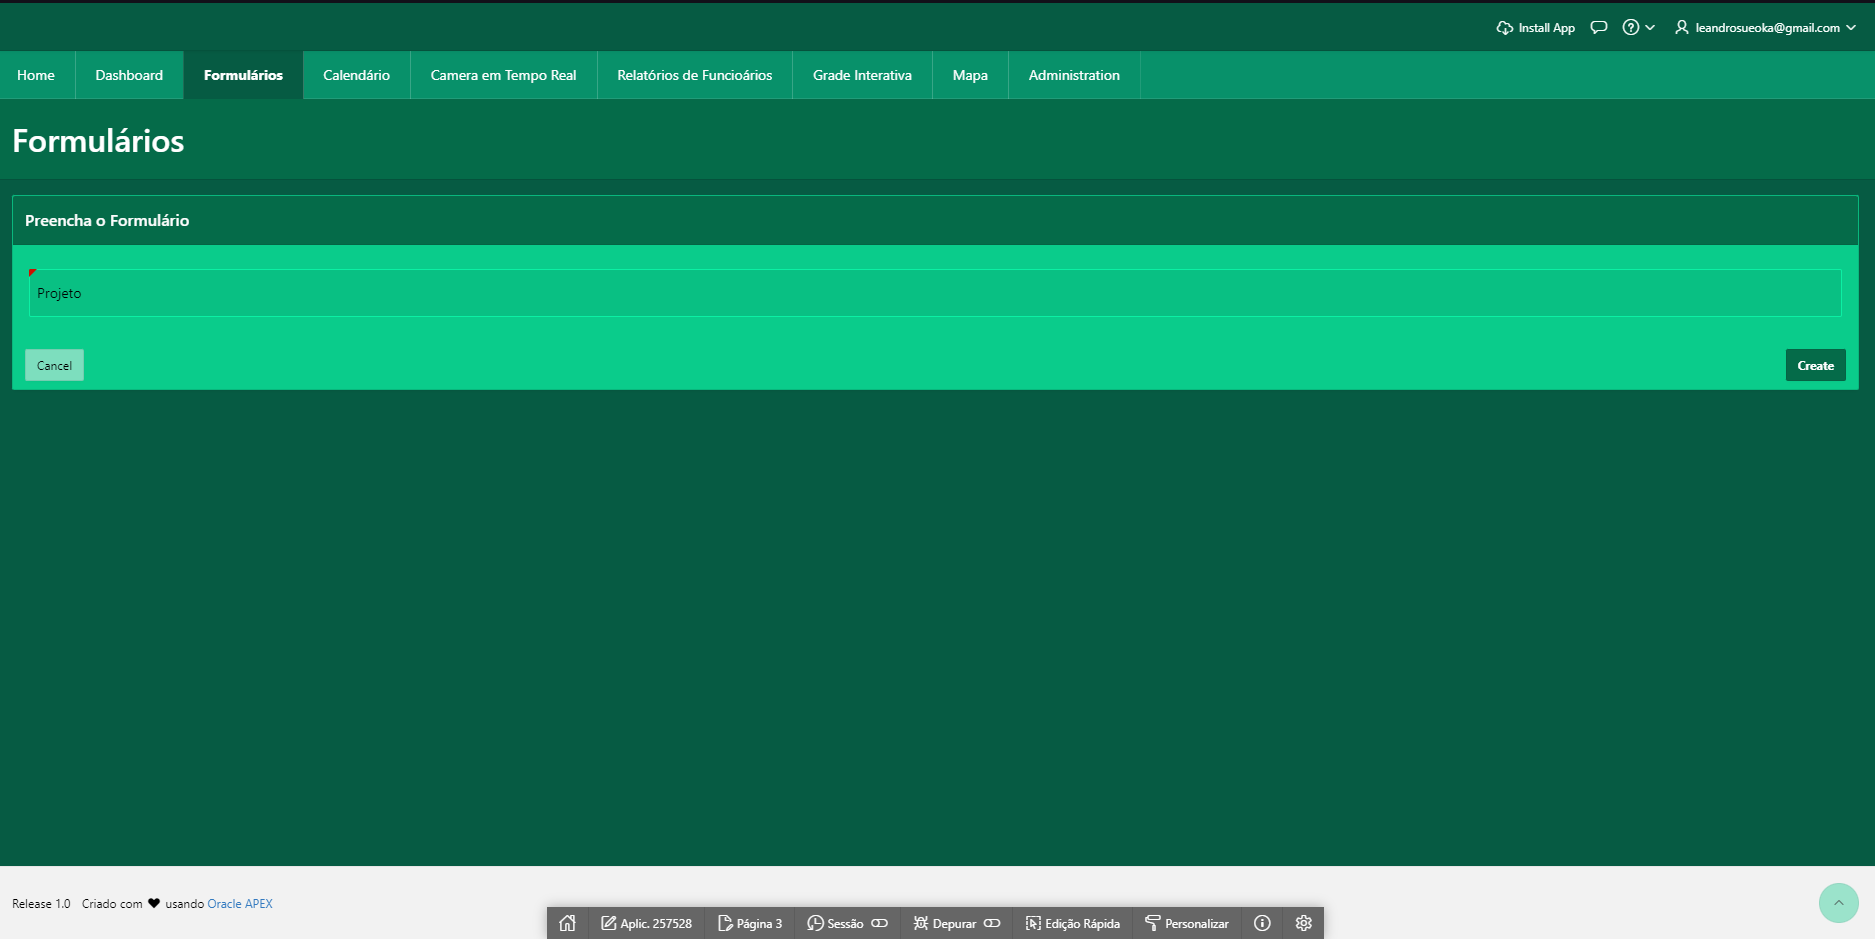 Install App
leandrosueoka@gmail.com
Home Dashboard Formulários Calendário Camera em Tempo Real Relatórios de Funcioários Grade Interativa Mapa Administration
Formulários
Preencha o Formulário
Projeto
Cancel Create
Release 1.0 Criado com ♥ usando Oracle APEX
Aplic. 257528 Página 3 Sessão Depurar Edição Rápida Personalizar